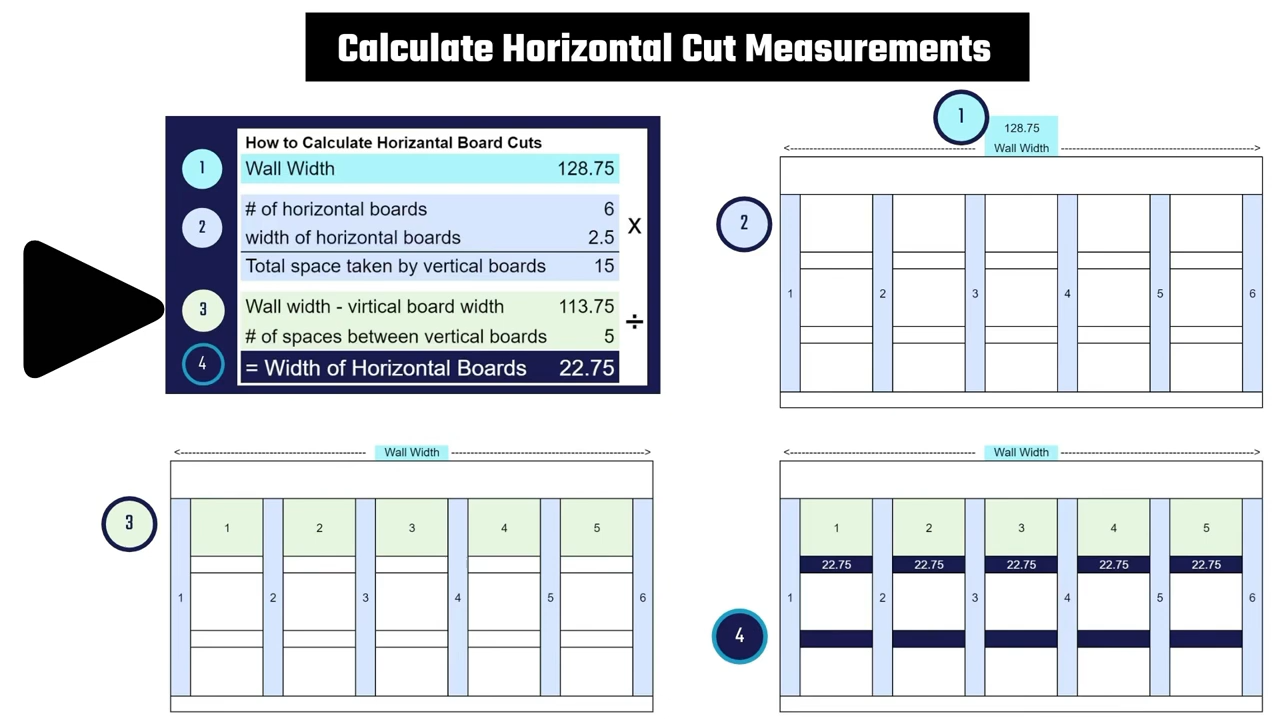 Calculate Horizontal Cut Measurements
How to Calculate Horizantal Board Cuts
1
Wall Width 128.75
2
# of horizontal boards 6
width of horizontal boards 2.5
x
Total space taken by vertical boards 15
3
Wall width - virtical board width 113.75
÷
# of spaces between vertical boards 5
4
= Width of Horizontal Boards 22.75
1
128.75
<-- Wall Width -->
2
1 2 3 4 5 6
<-- Wall Width -->
3
1 2 3 4 5
1 2 3 4 5 6
<-- Wall Width -->
1 2 3 4 5
22.75 22.75 22.75 22.75 22.75
1 2 3 4 5 6
4